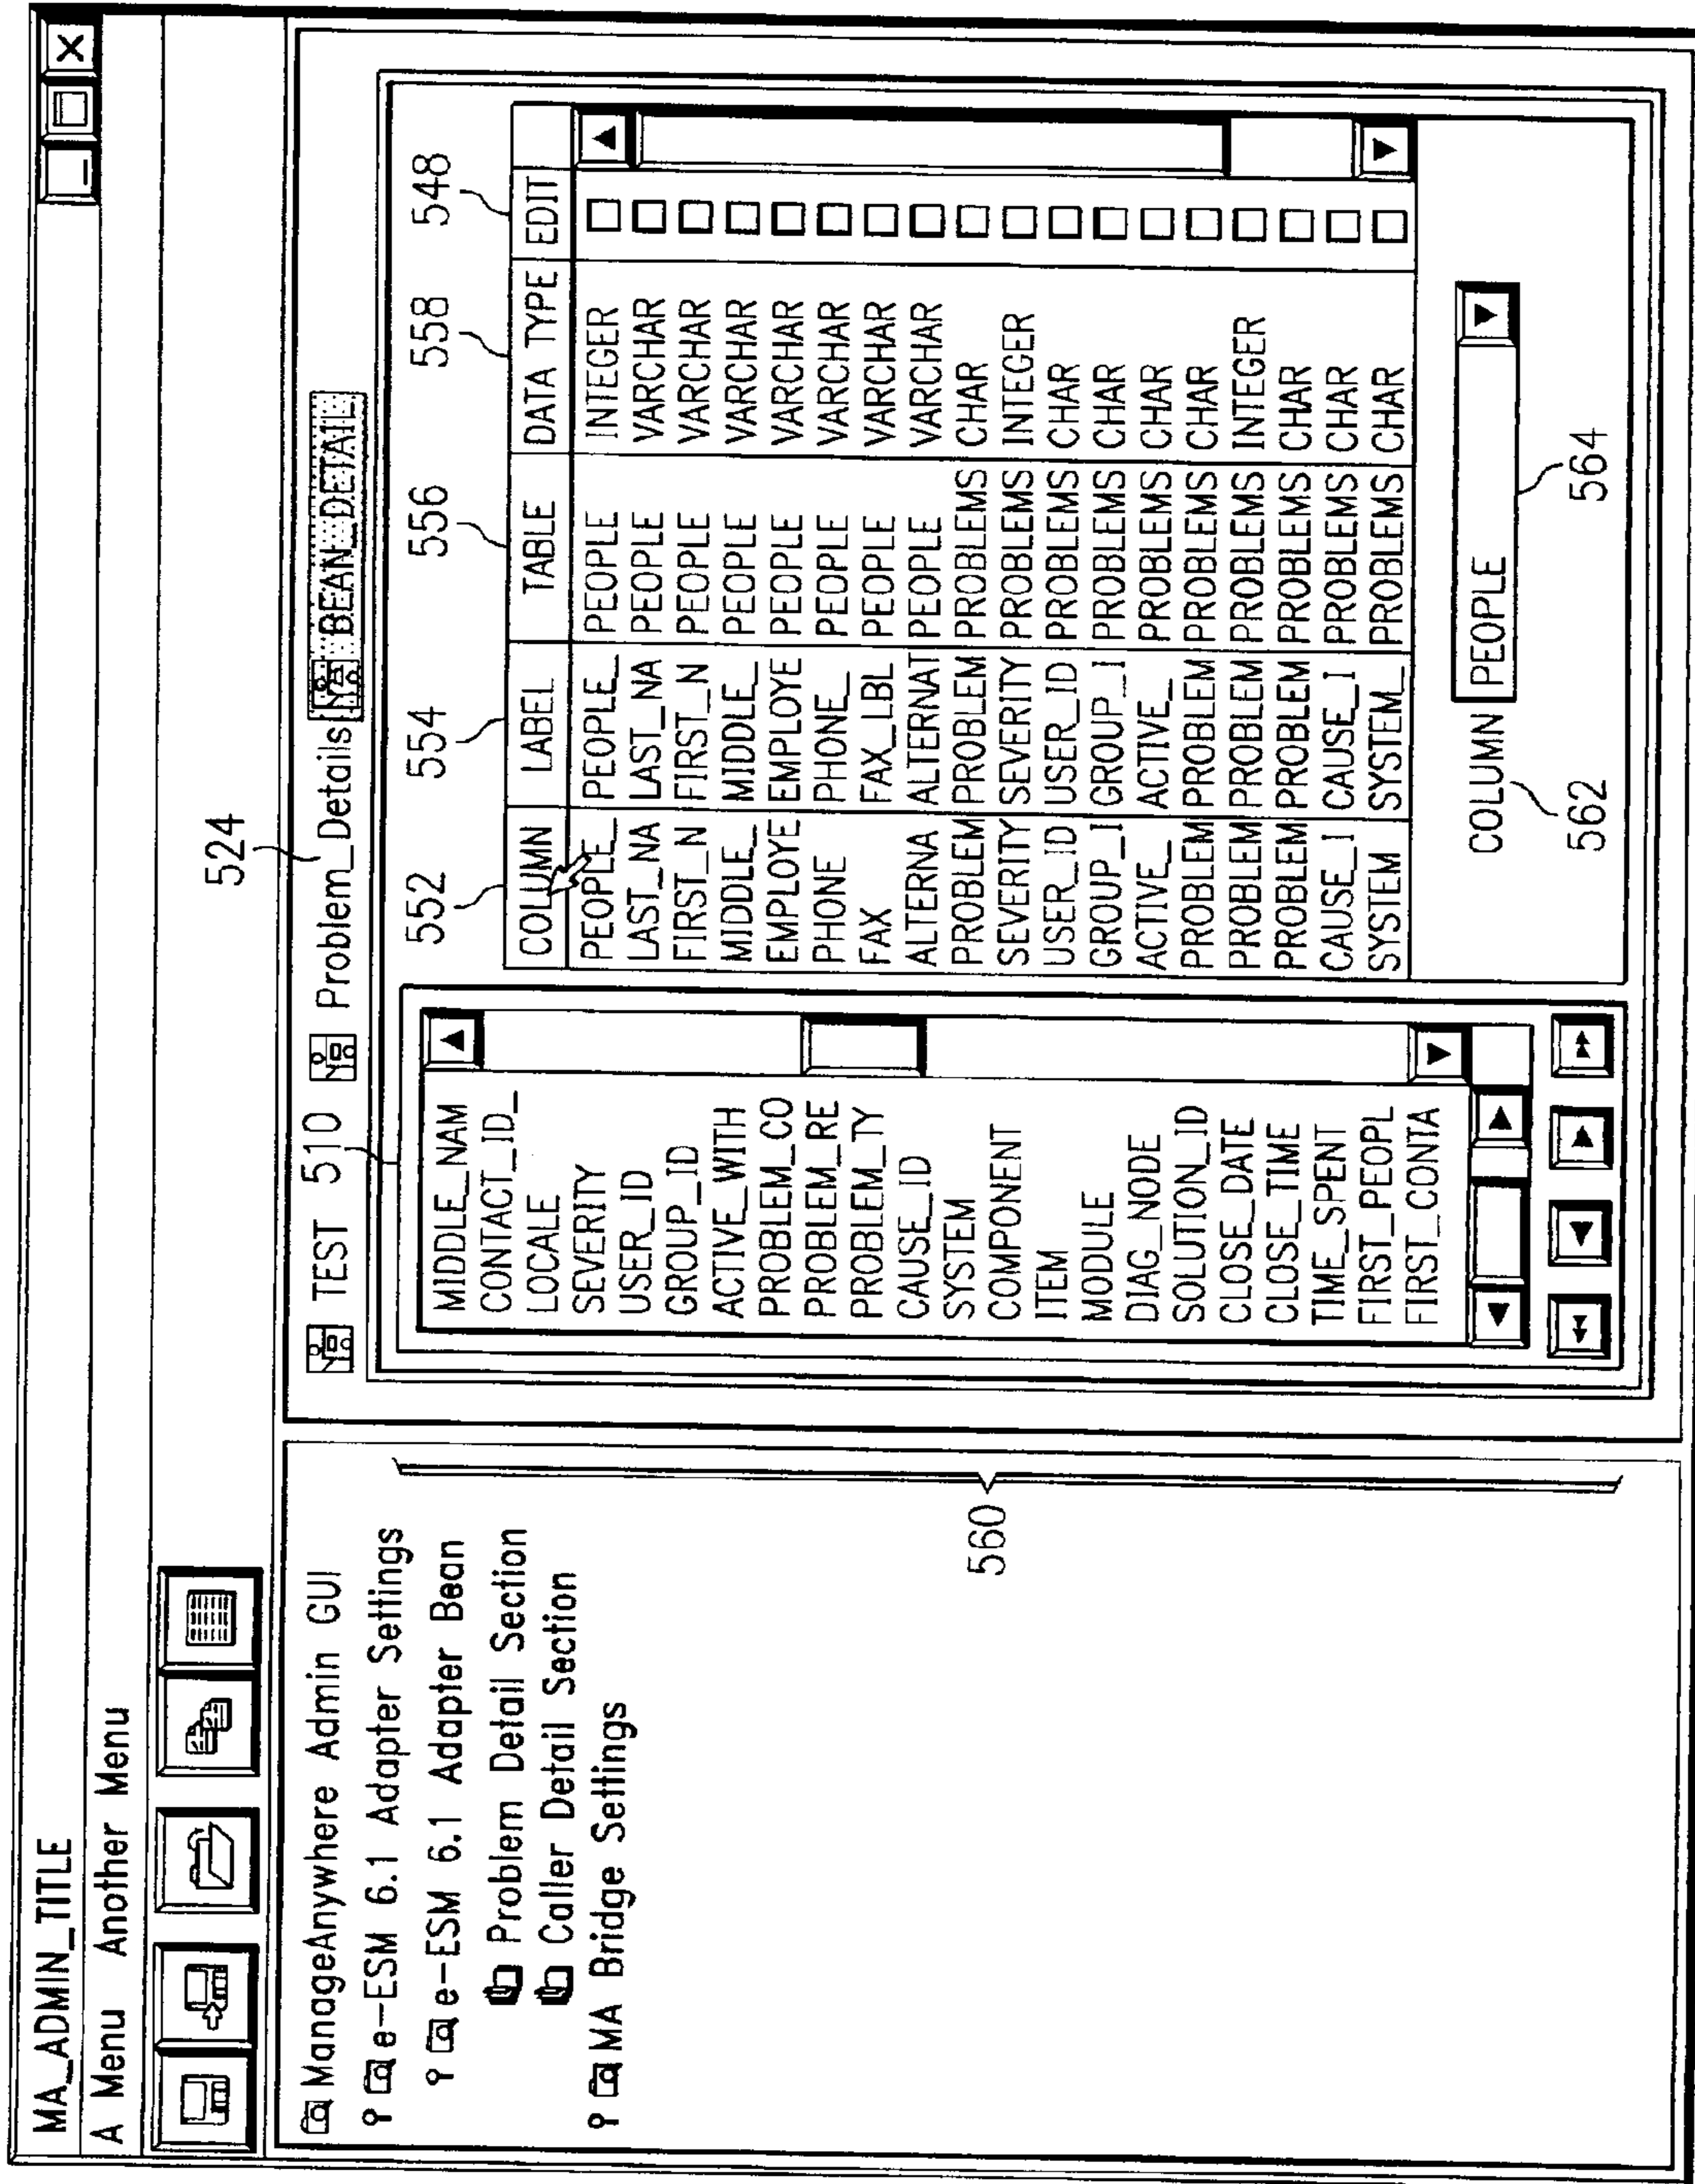 MA_ADMIN_TITLE
A Menu Another Menu
524
ManageAnywhere Admin GUI
e-ESM 6.1 Adapter Settings
e-ESM 6.1 Adapter Bean
Problem Detail Section
Caller Detail Section
MA Bridge Settings
560
TEST 510 Problem_Details BEAN_DETAIL
MIDDLE_NAM
CONTACT_ID_
LOCALE
SEVERITY
USER_ID
GROUP_ID
ACTIVE_WITH
PROBLEM_CO
PROBLEM_RE
PROBLEM_TY
CAUSE_ID
SYSTEM
COMPONENT
ITEM
MODULE
DIAG_NODE
SOLUTION_ID
CLOSE_DATE
CLOSE_TIME
TIME_SPENT
FIRST_PEOPL
FIRST_CONTA
552 554 556 558 548
COLUMN LABEL TABLE DATA TYPE EDIT
PEOPLE_ PEOPLE_ PEOPLE INTEGER
LAST_NA LAST_NA PEOPLE VARCHAR
FIRST_N FIRST_N PEOPLE VARCHAR
MIDDLE_ MIDDLE_ PEOPLE VARCHAR
EMPLOYE EMPLOYE PEOPLE VARCHAR
PHONE PHONE_ PEOPLE VARCHAR
FAX FAX_LBL PEOPLE VARCHAR
ALTERNA ALTERNAT PEOPLE VARCHAR
PROBLEM PROBLEM PROBLEMS CHAR
SEVERITY SEVERITY PROBLEMS INTEGER
USER_ID USER_ID PROBLEMS CHAR
GROUP_I GROUP_I PROBLEMS CHAR
ACTIVE_ ACTIVE_ PROBLEMS CHAR
PROBLEM PROBLEM PROBLEMS CHAR
PROBLEM PROBLEM PROBLEMS INTEGER
PROBLEM PROBLEM PROBLEMS CHAR
CAUSE_I CAUSE_I PROBLEMS CHAR
SYSTEM SYSTEM_ PROBLEMS CHAR
COLUMN PEOPLE
562 564